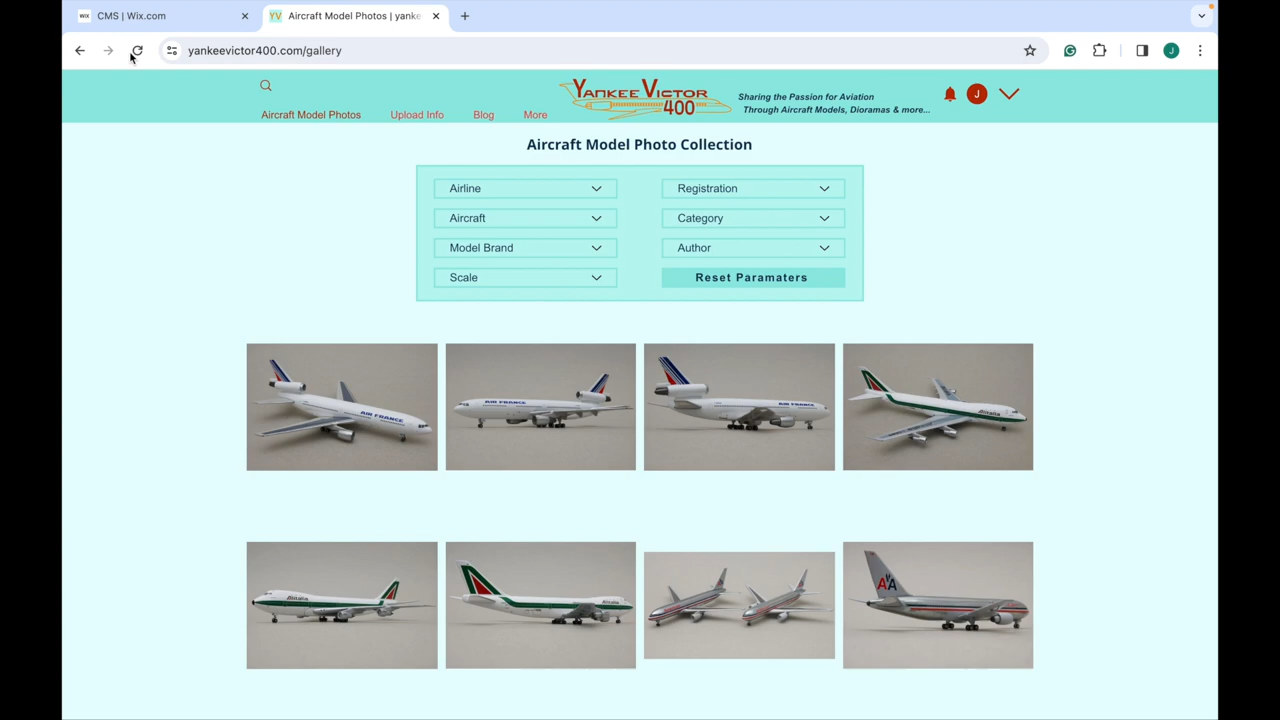 CMS | Wix.com
Aircraft Model Photos | yanke
yankeevictor400.com/gallery
J
YANKEE VICTOR
400
Sharing the Passion for Aviation
Through Aircraft Models, Dioramas & more...
J
Aircraft Model Photos
Upload Info
Blog
More
Aircraft Model Photo Collection
Airline
Registration
Aircraft
Category
Model Brand
Author
Scale
Reset Paramaters
AIR FRANCE
AIR FRANCE
AIR FRANCE
Alitalia
Alitalia
Alitalia
AA